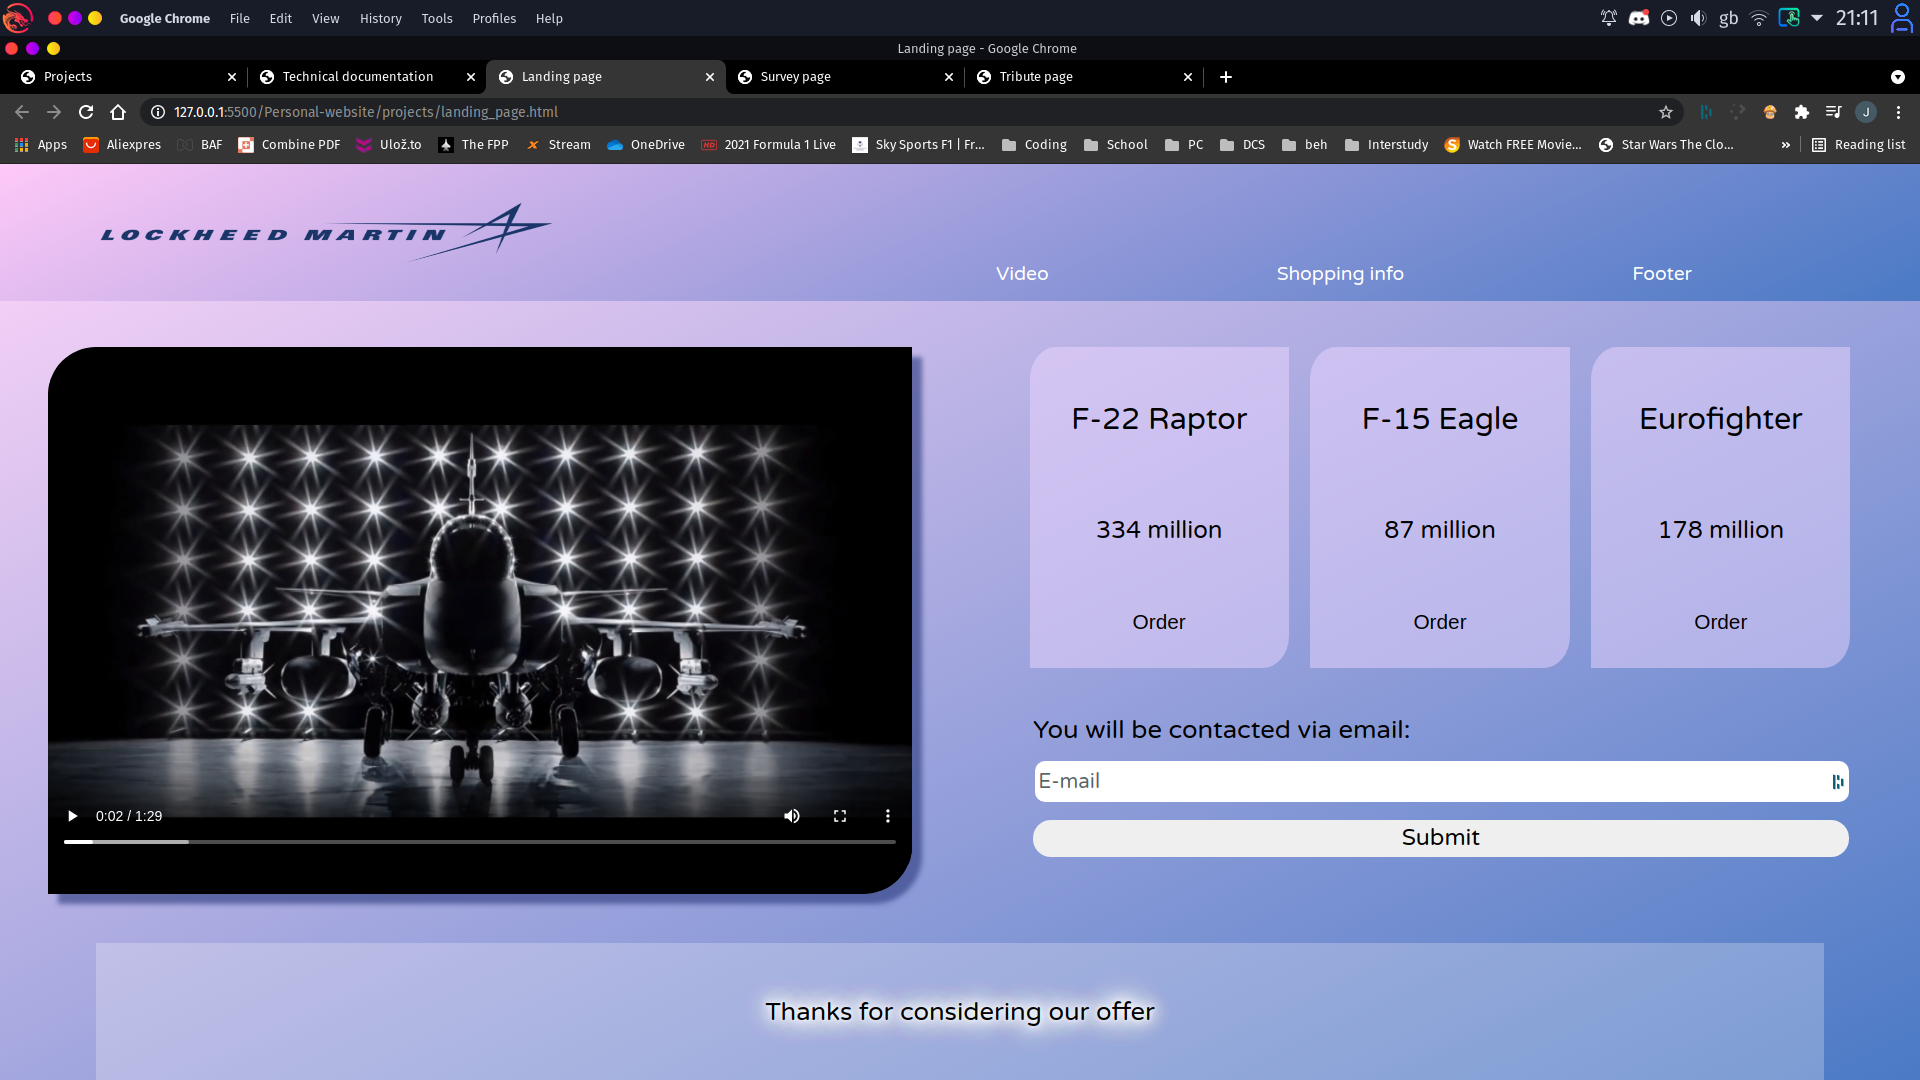 Google Chrome File Edit View History Tools Profiles Help gb 21:11
Landing page - Google Chrome
Projects Technical documentation Landing page Survey page Tribute page
127.0.0.1:5500/Personal-website/projects/landing_page.html J
Apps Aliexpres BAF Combine PDF Ulož.to The FPP Stream OneDrive HD 2021 Formula 1 Live Sky Sports F1 | Fr... Coding School PC DCS beh Interstudy Watch FREE Movie... Star Wars The Clo... » Reading list
LOCKHEED MARTIN
Video Shopping info Footer
F-22 Raptor F-15 Eagle Eurofighter
334 million 87 million 178 million
Order Order Order
You will be contacted via email:
E-mail
0:02 / 1:29
Submit
Thanks for considering our offer